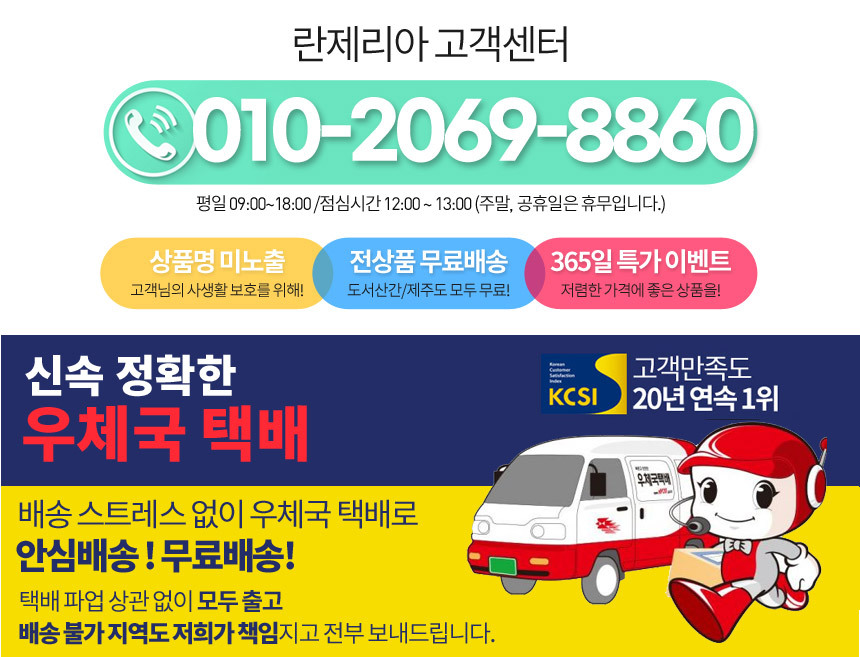 란제리아 고객센터
010-2069-8860
평일 09:00~18:00 /점심시간 12:00 ~ 13:00 (주말, 공휴일은 휴무입니다.)
상품명 미노출
고객님의 사생활 보호를 위해!
전상품 무료배송
도서산간/제주도 모두 무료!
365일 특가 이벤트
저렴한 가격에 좋은 상품을!
신속 정확한
우체국 택배
Korean
Customer
Satisfaction
Index
KCSI
고객만족도
20년 연속 1위
우체국택배
배송 스트레스 없이 우체국 택배로
안심배송 ! 무료배송!
택배 파업 상관 없이 모두 출고
배송 불가 지역도 저희가 책임지고 전부 보내드립니다.